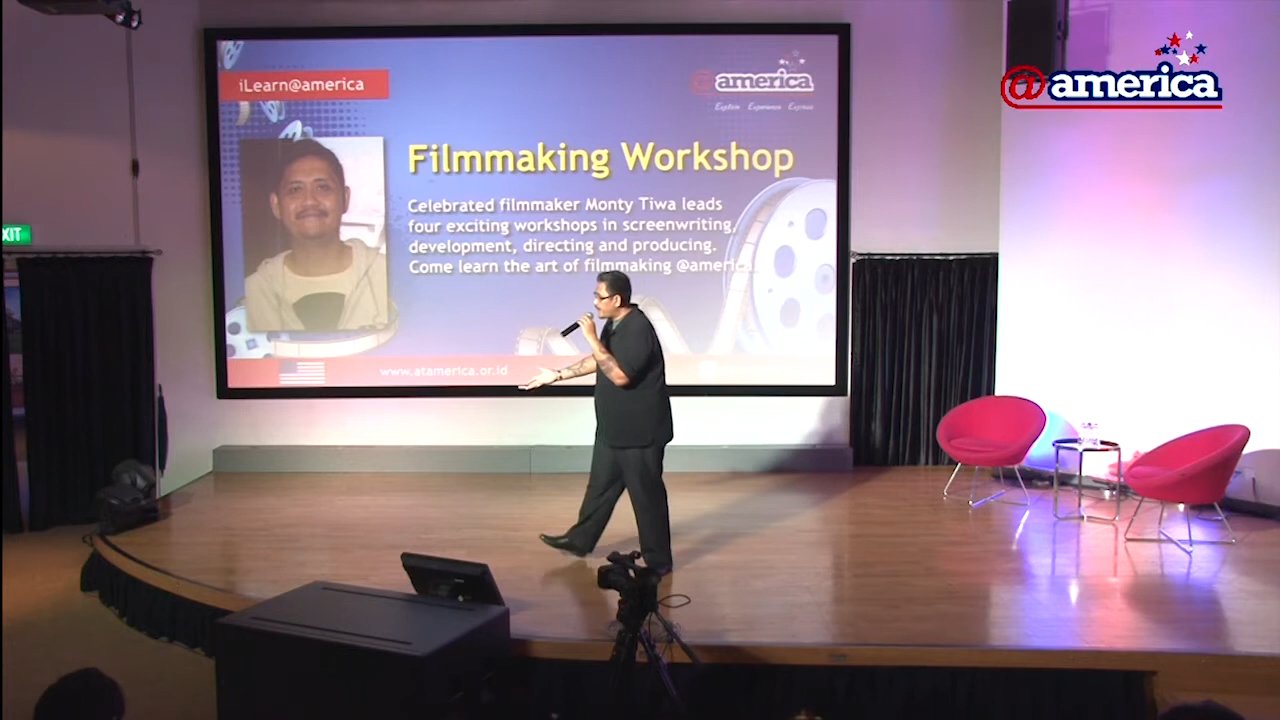 iLearn@america
@america
Explore Experience Express
Filmmaking Workshop
Celebrated filmmaker Monty Tiwa leads
four exciting workshops in screenwriting,
development, directing and producing.
Come learn the art of filmmaking @america.
www.atamerica.or.id
@america
EXIT